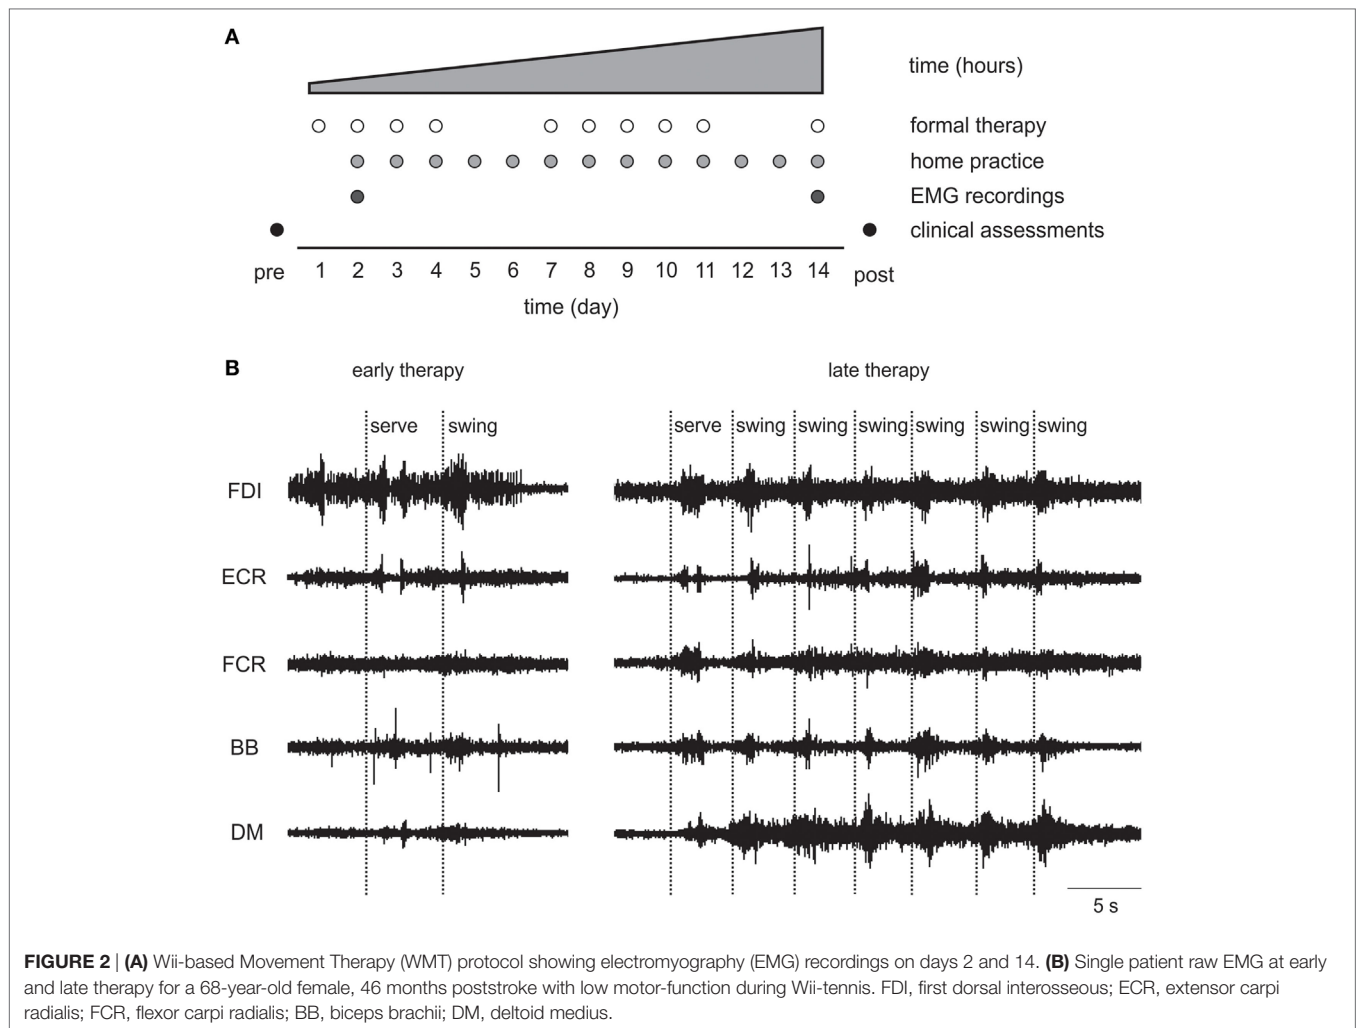 A
time (hours)
formal therapy
home practice
EMG recordings
clinical assessments
pre 1 2 3 4 5 6 7 8 9 10 11 12 13 14 post
time (day)
B
early therapy late therapy
serve swing serve swing swing swing swing swing swing
FDI
ECR
FCR
BB
DM
5 s
FIGURE 2 | (A) Wii-based Movement Therapy (WMT) protocol showing electromyography (EMG) recordings on days 2 and 14. (B) Single patient raw EMG at early
and late therapy for a 68-year-old female, 46 months poststroke with low motor-function during Wii-tennis. FDI, first dorsal interosseous; ECR, extensor carpi
radialis; FCR, flexor carpi radialis; BB, biceps brachii; DM, deltoid medius.